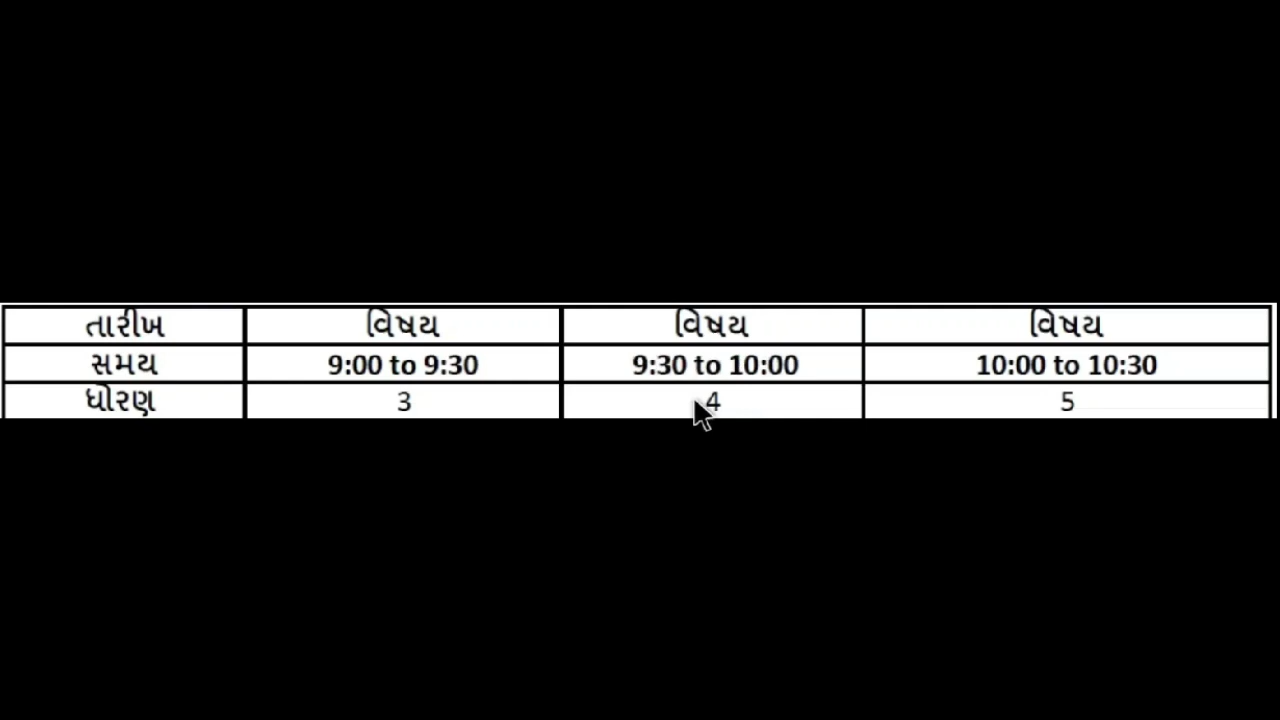 તારીખ વિષય વિષય વિષય
સમય 9:00 to 9:30 9:30 to 10:00 10:00 to 10:30
ધોરણ 3 4 5